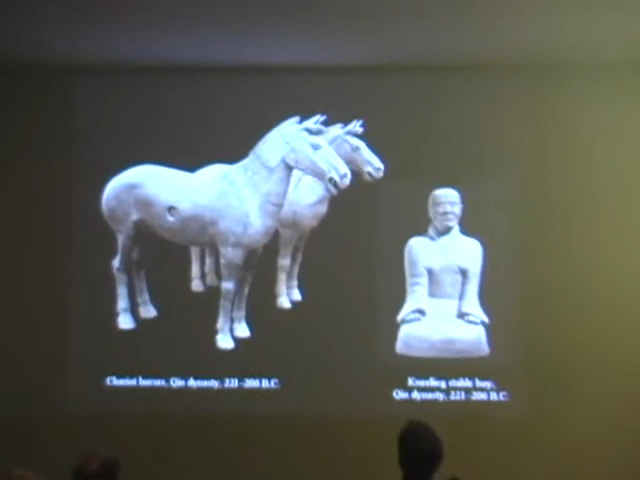 Chariot horses, Qin dynasty, 221 -206 B.C.
Kneeling stable boy,
Qin dynasty, 221 -206 B.C.